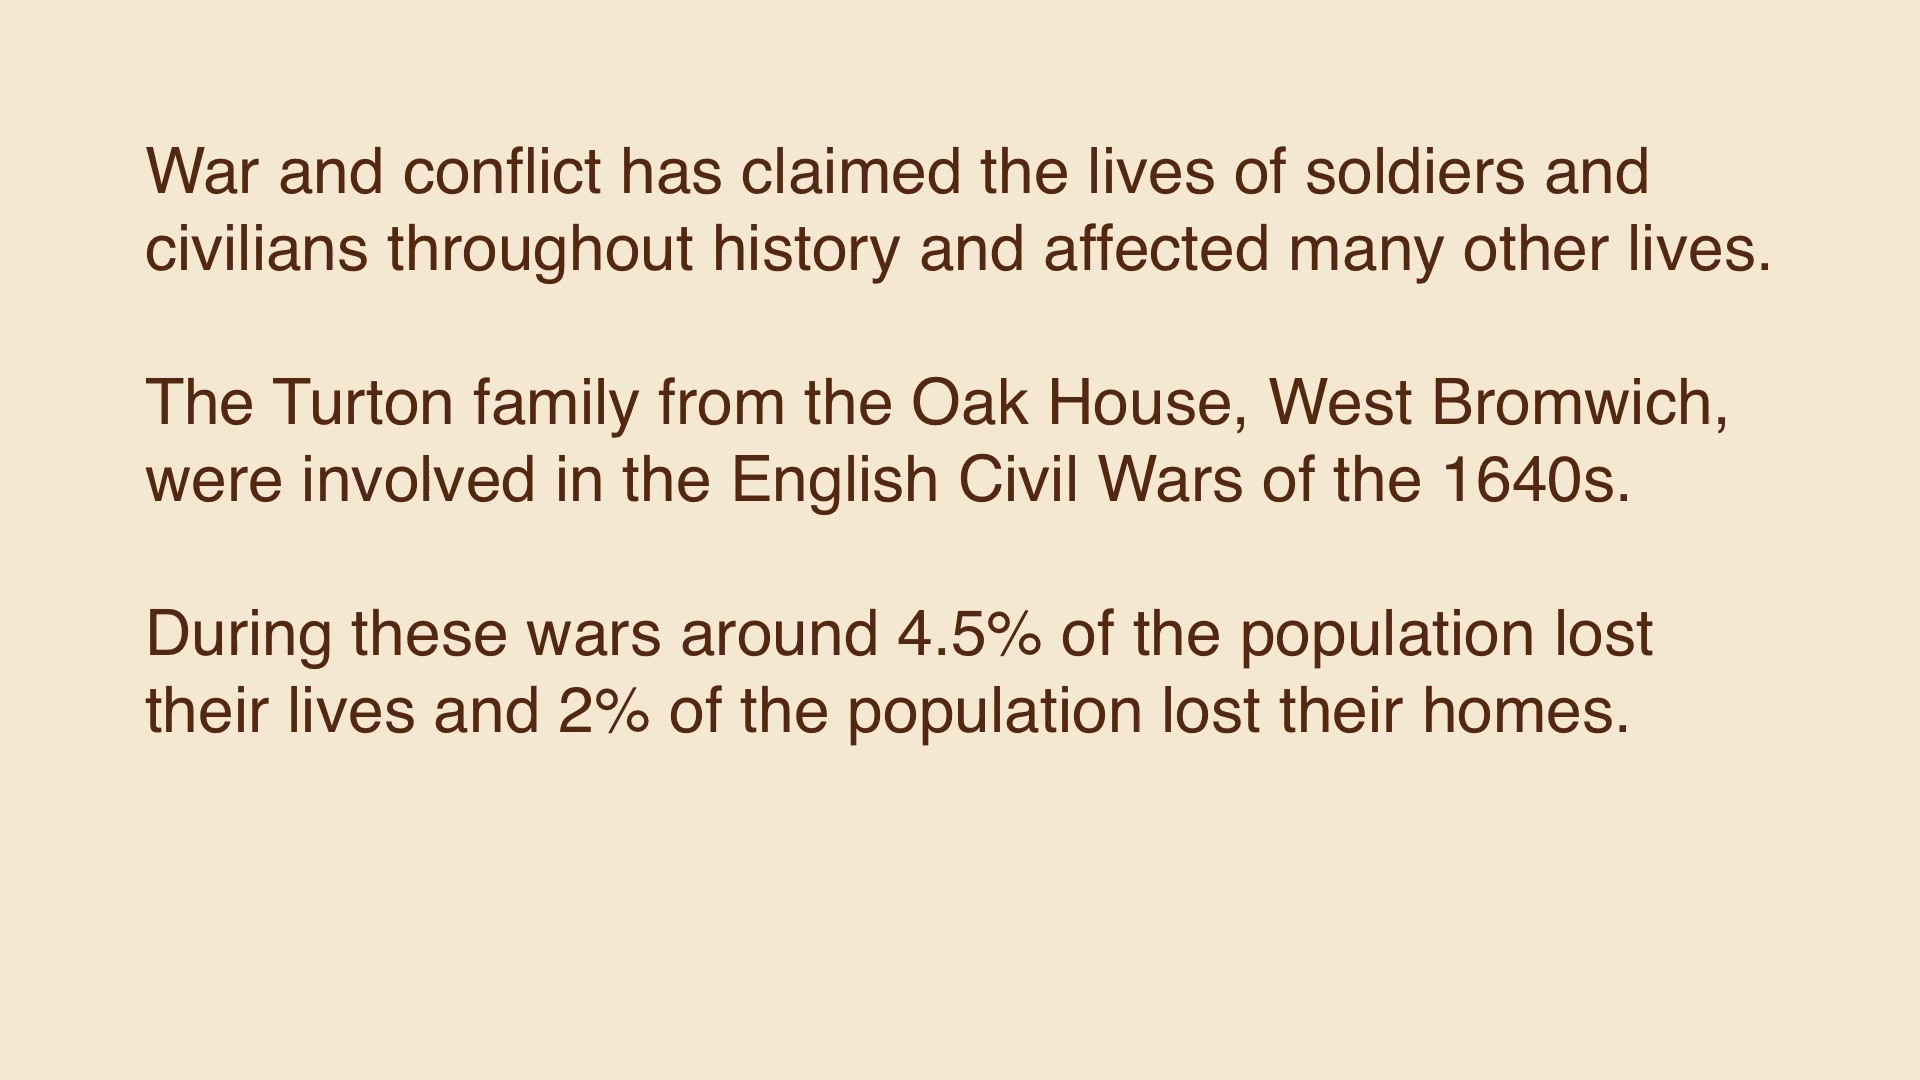 War and conflict has claimed the lives of soldiers and
civilians throughout history and affected many other lives.
The Turton family from the Oak House, West Bromwich,
were involved in the English Civil Wars of the 1640s.
During these wars around 4.5% of the population lost
their lives and 2% of the population lost their homes.